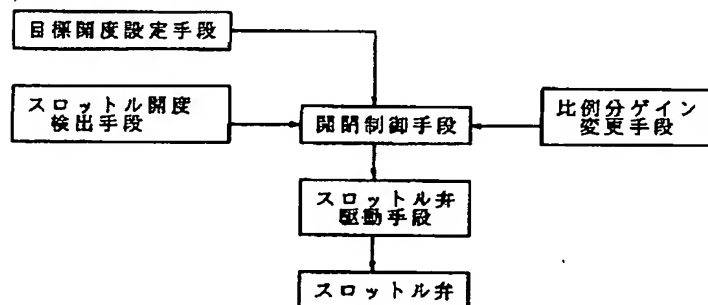 目標開度設定手段
スロットル開度
検出手段
開閉制御手段
比例分ゲイン
変更手段
スロットル弁
駆動手段
スロットル弁